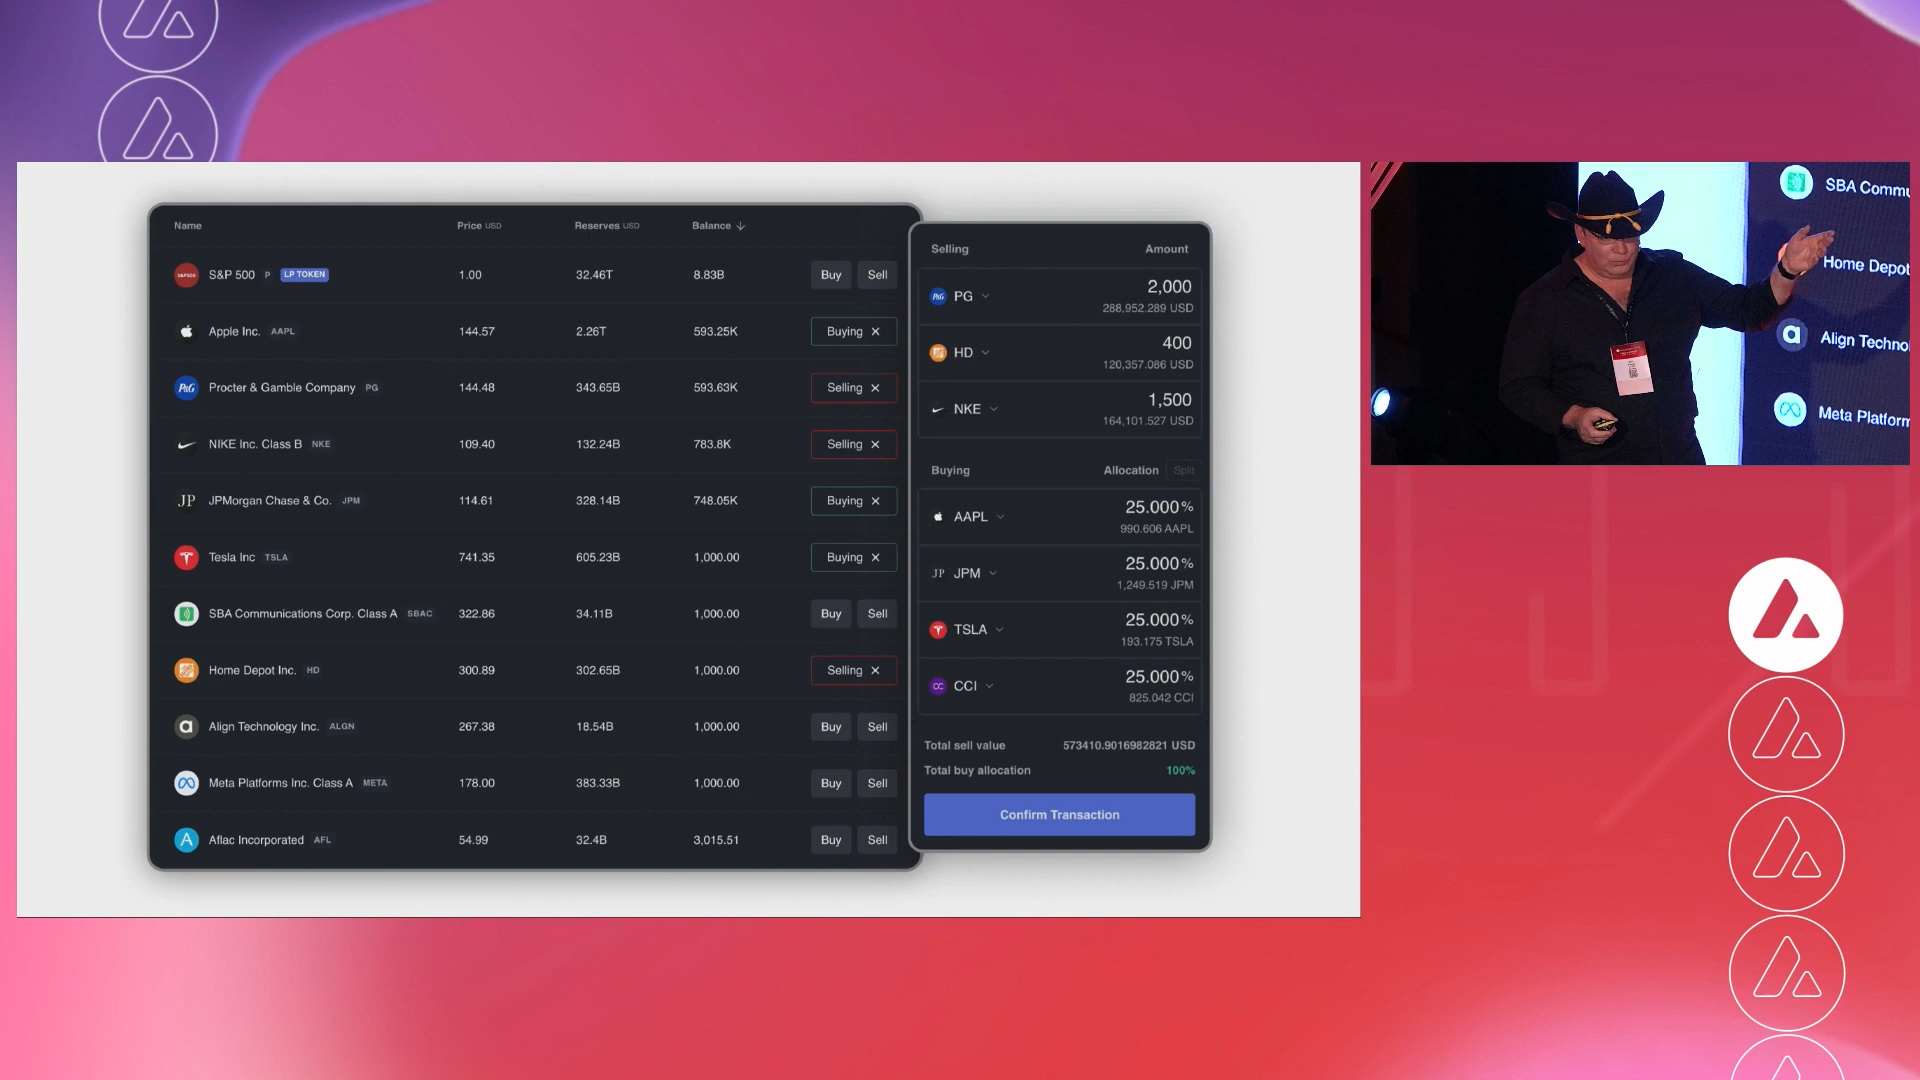 Name Price USD Reserves USD Balance
S&P 500 P LP TOKEN 1.00 32.46T 8.83B Buy Sell
Apple Inc. AAPL 144.57 2.26T 593.25K Buying ×
Procter & Gamble Company PG 144.48 343.65B 593.63K Selling ×
NIKE Inc. Class B NKE 109.40 132.24B 783.8K Selling ×
JP JPMorgan Chase & Co. JPM 114.61 328.14B 748.05K Buying ×
Tesla Inc TSLA 741.35 605.23B 1,000.00 Buying ×
SBA Communications Corp. Class A SBAC 322.86 34.11B 1,000.00 Buy Sell
Home Depot Inc. HD 300.89 302.65B 1,000.00 Selling ×
Align Technology Inc. ALGN 267.38 18.54B 1,000.00 Buy Sell
Meta Platforms Inc. Class A META 178.00 383.33B 1,000.00 Buy Sell
Aflac Incorporated AFL 54.99 32.4B 3,015.51 Buy Sell
Selling Amount
P&G PG 2,000
288,952.289 USD
HD 400
120,357.086 USD
NKE 1,500
164,101.527 USD
Buying Allocation Split
AAPL 25.000%
990.606 AAPL
JP JPM 25.000%
1,249.519 JPM
TSLA 25.000%
193.175 TSLA
CC CCI 25.000%
825.042 CCI
Total sell value 573410.9016982821 USD
Total buy allocation 100%
Confirm Transaction
SBA Commu
Home Depot
Align Techno
Meta Platform